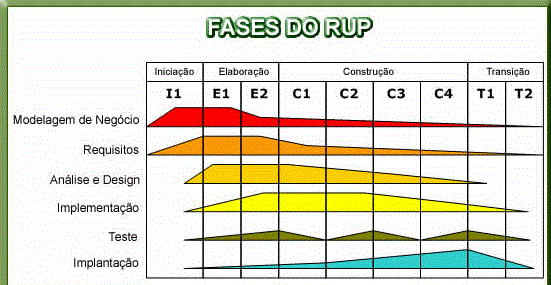 FASES DO RUP
Iniciação Elaboração Construção Transição
I1 E1 E2 C1 C2 C3 C4 T1 T2
Modelagem de Negócio
Requisitos
Análise e Design
Implementação
Teste
Implantação